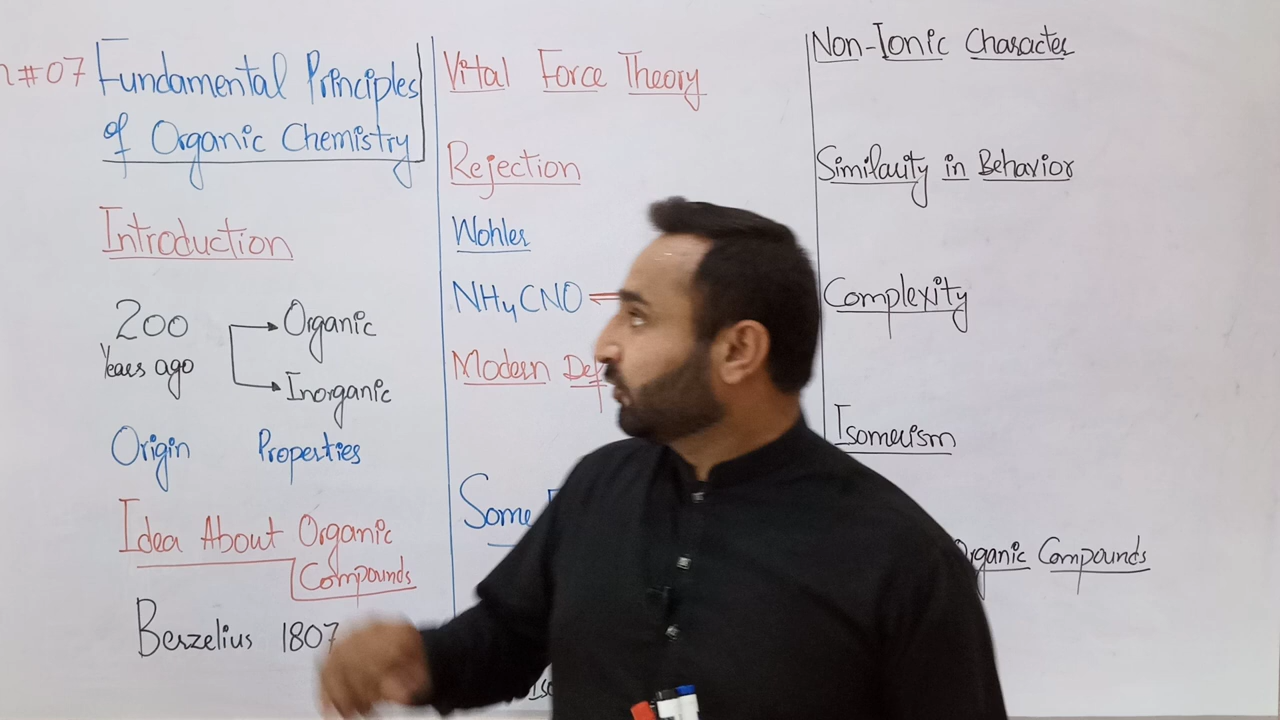 #07 Fundamental Principles
of Organic Chemistry
Introduction
200
Years ago
Organic
Inorganic
Origin Properties
Idea About Organic
Compounds
Berzelius 1807
Vital Force Theory
Rejection
Wohler
NH4CNO
Modern Def
Some
Non-Ionic Character
Similarity in Behavior
Complexity
Isomerism
Organic Compounds